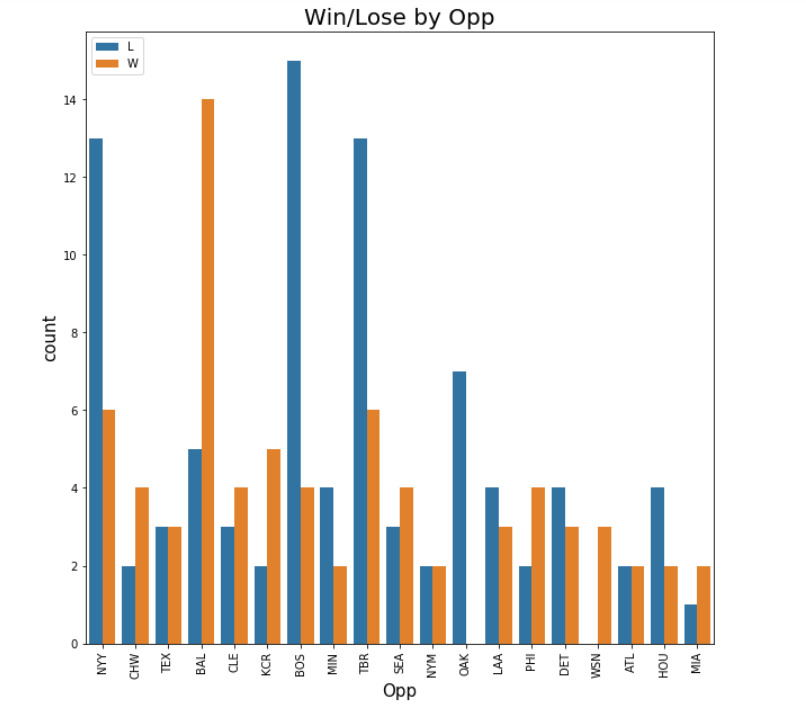 Win/Lose by Opp
L
W
14
12
10
8
6
4
2
0
count
NYY CHW TEX BAL CLE KCR BOS MIN TBR SEA NYM OAK LAA PHI DET WSN ATL HOU MIA
Opp